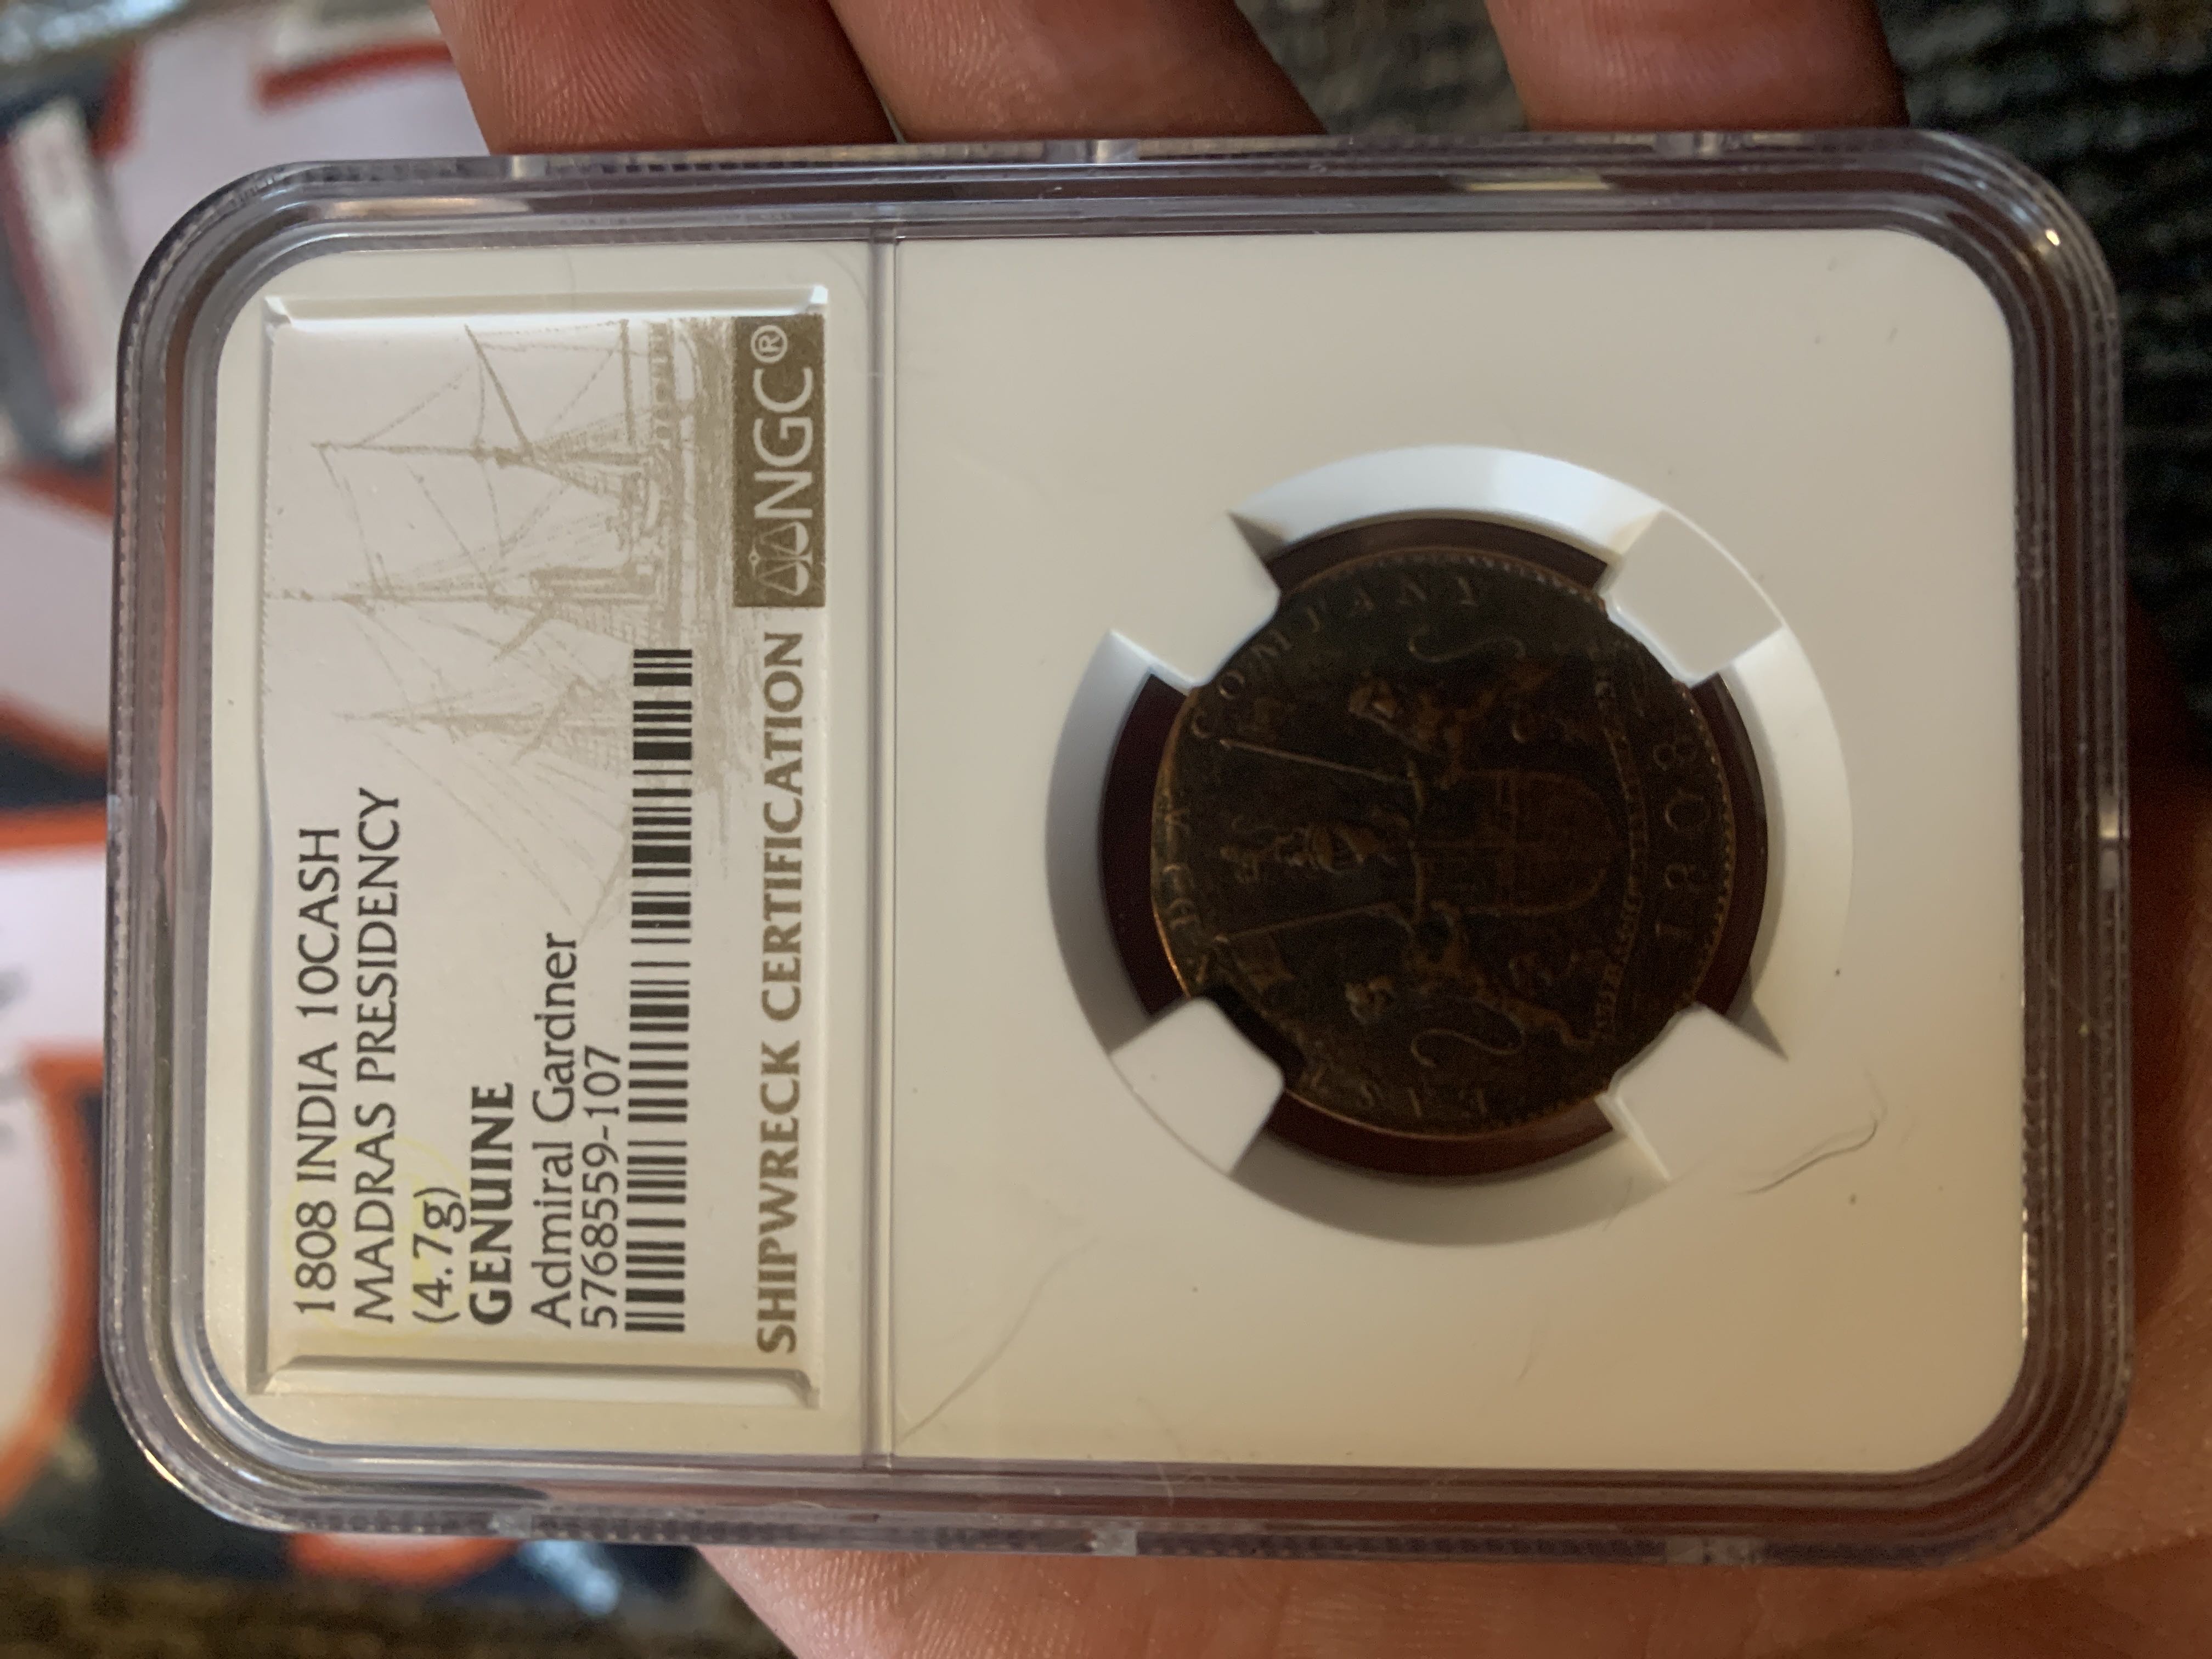 1808 INDIA 10CASH
MADRAS PRESIDENCY
(4.7g)
GENUINE
Admiral Gardner
5768559-107
SHIPWRECK CERTIFICATION NGC®
COMPANY
1808